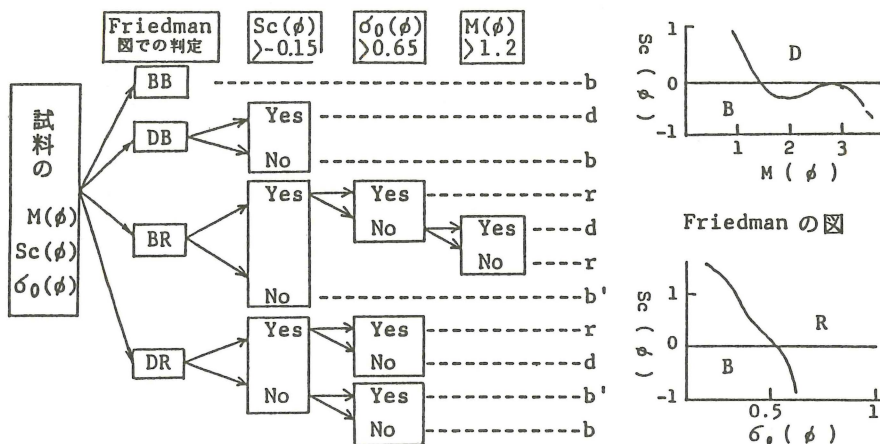 Friedman
図での判定
Sc(φ)
>-0.15
σ₀(φ)
>0.65
M(φ)
>1.2
試料の
M(φ)
Sc(φ)
σ₀(φ)
BB
b
DB
Yes
d
No
b
BR
Yes
Yes
r
No
Yes
d
No
r
No
b'
DR
Yes
Yes
r
No
d
No
Yes
b'
No
b
Sc(φ)
1
0
-1
D
B
1
2
3
M(φ)
Friedman の図
Sc(φ)
1
0
-1
R
B
0.5
1
σ₀(φ)